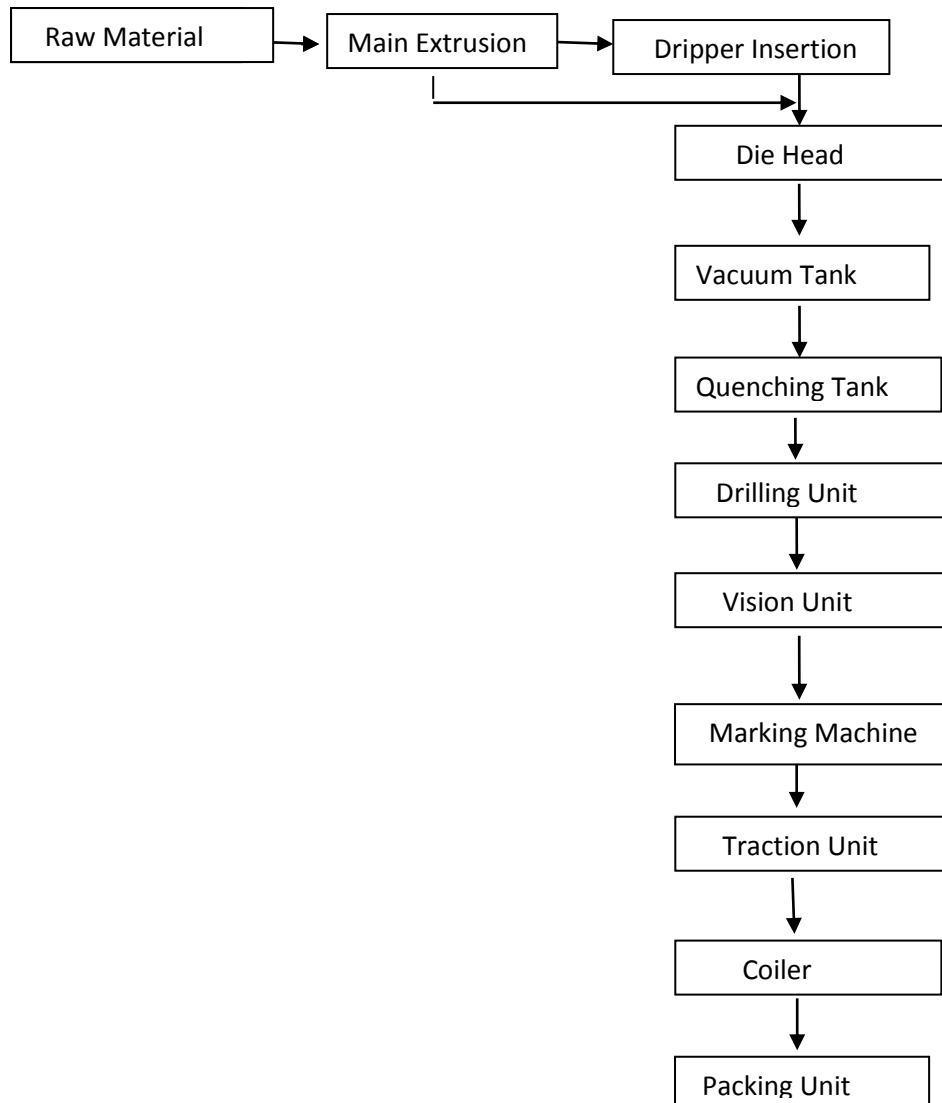 Raw Material
Main Extrusion
Dripper Insertion
Die Head
Vacuum Tank
Quenching Tank
Drilling Unit
Vision Unit
Marking Machine
Traction Unit
Coiler
Packing Unit